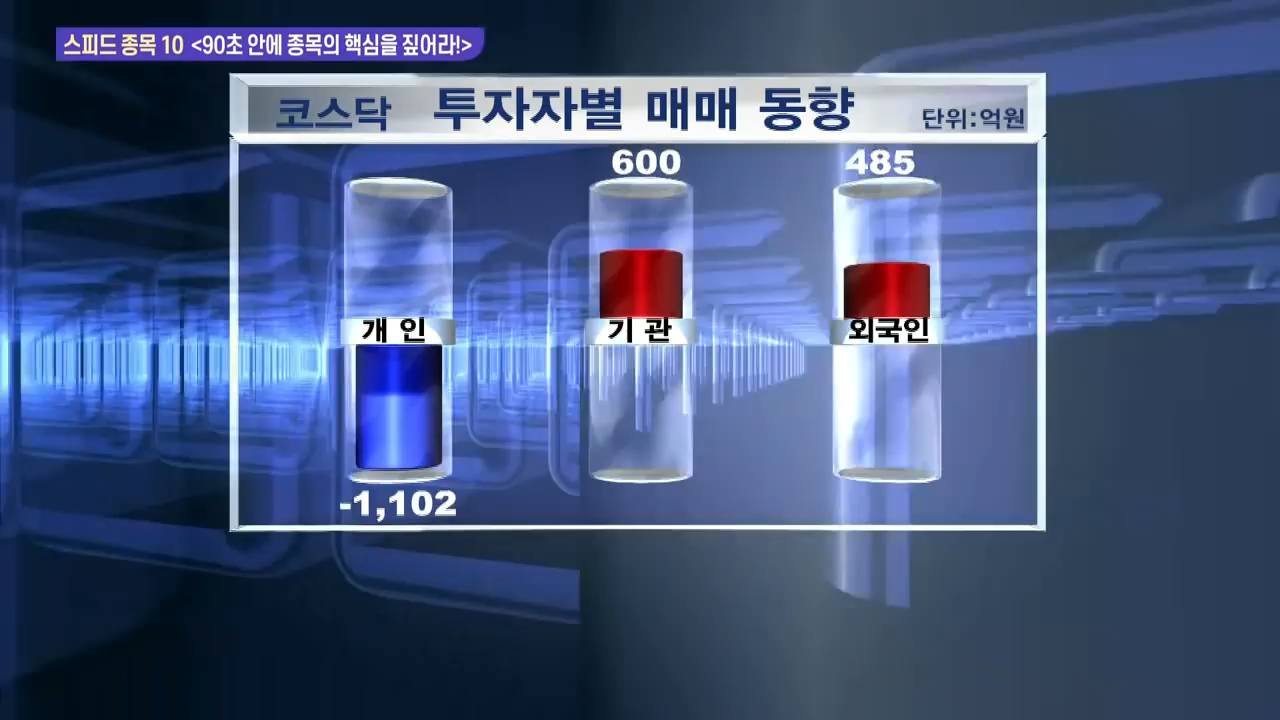 스피드 종목 10 <90초 안에 종목의 핵심을 짚어라!>
코스닥 투자자별 매매 동향 단위:억원
600 485
개인 기관 외국인
-1,102